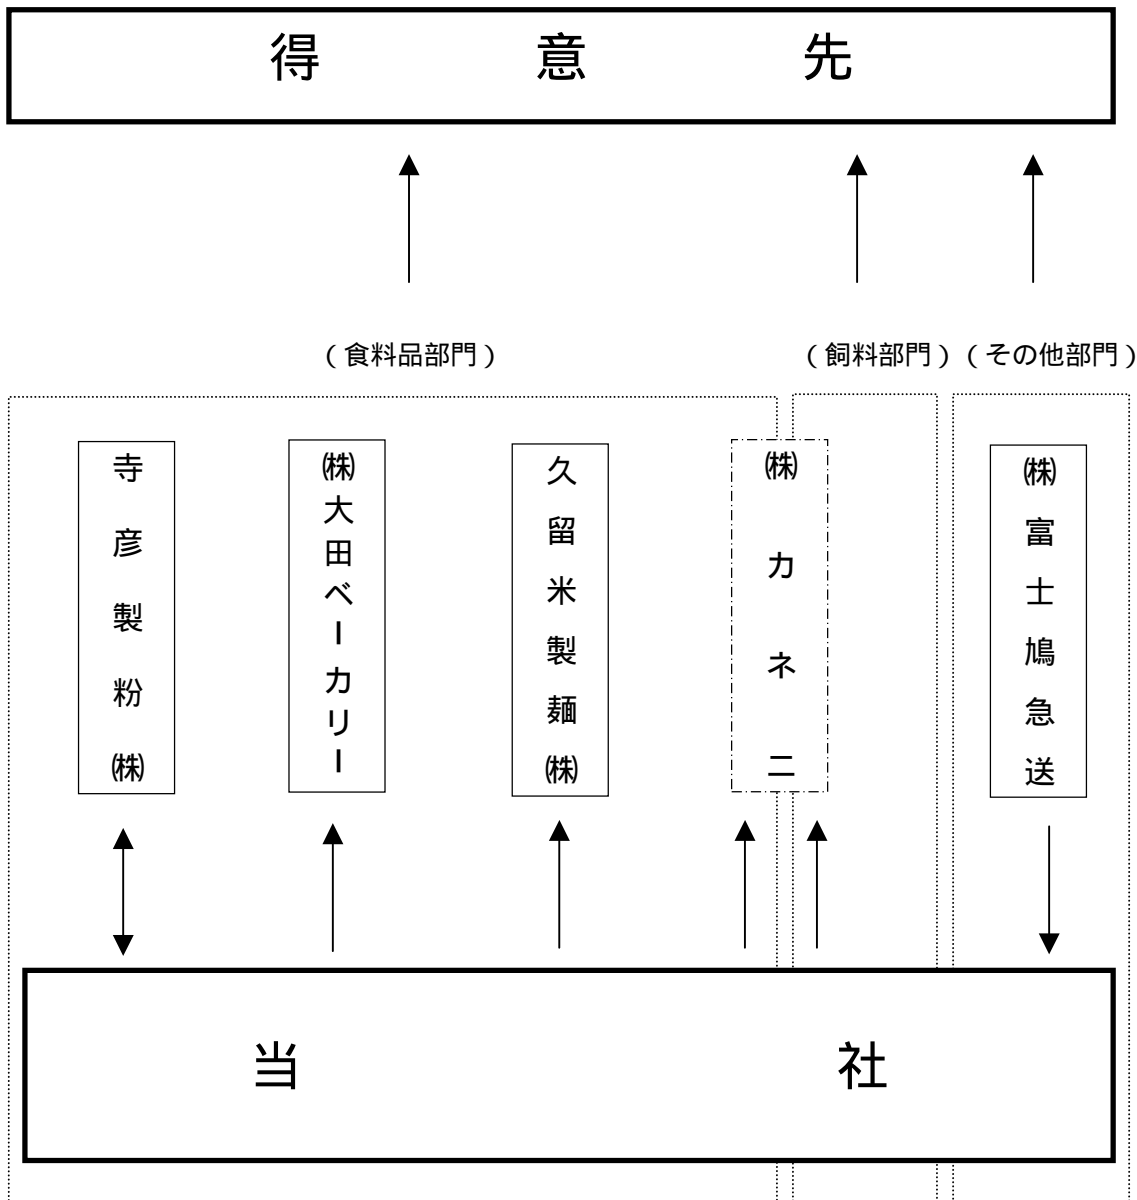 得意先
(食料品部門)
(飼料部門)
(その他部門)
寺彦製粉㈱
㈱大田ベーカリー
久留米製麺㈱
㈱カネニ
㈱富士鳩急送
当社